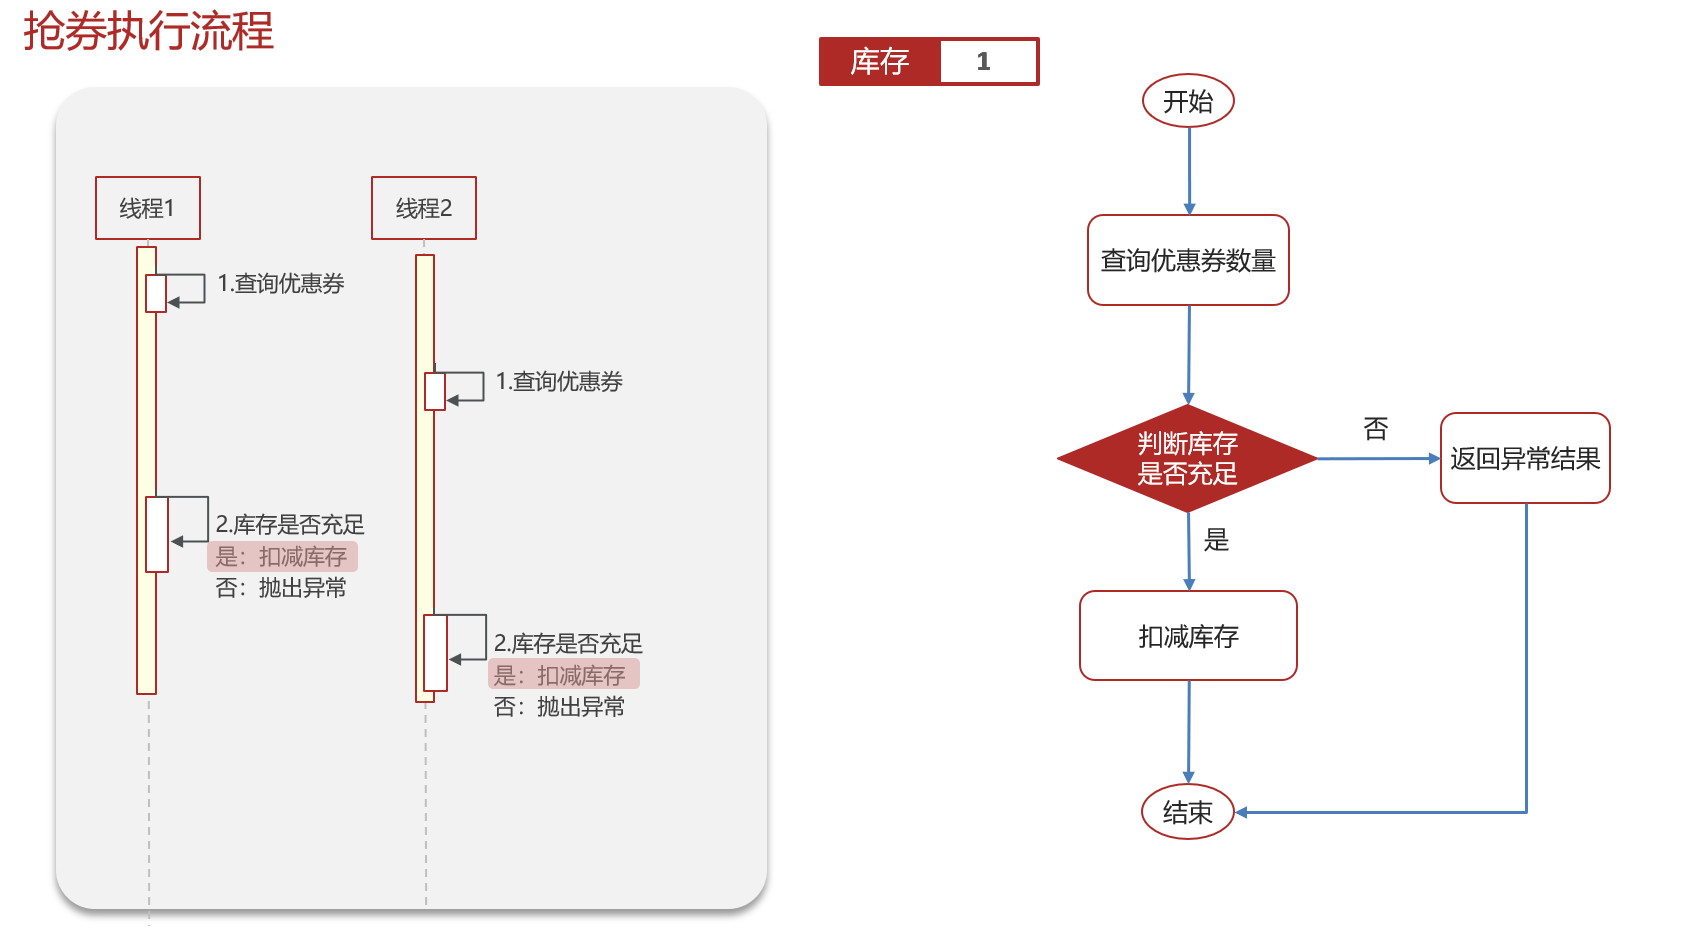 抢券执行流程
库存 1
线程1
线程2
1.查询优惠券
1.查询优惠券
2.库存是否充足
是：扣减库存
否：抛出异常
2.库存是否充足
是：扣减库存
否：抛出异常
开始
查询优惠券数量
判断库存
是否充足
否
返回异常结果
是
扣减库存
结束